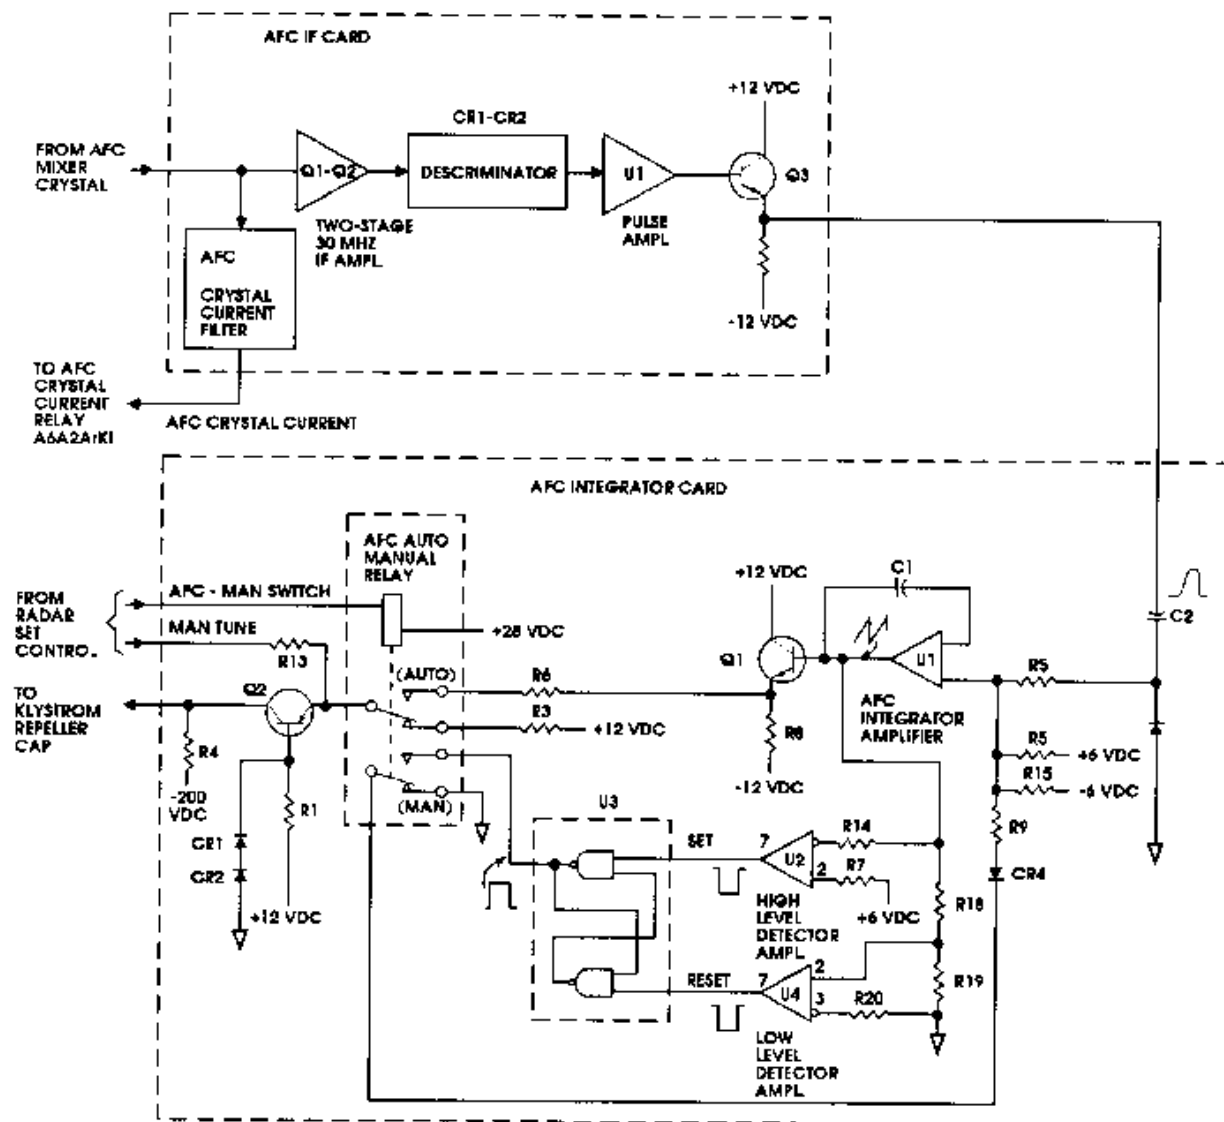 AFC IF CARD
+12 VDC
CR1-CR2
FROM AFC
MIXER
CRYSTAL
Q1-Q2
DESCRIMINATOR
U1
Q3
TWO-STAGE
30 MHZ
IF AMPL.
PULSE
AMPL
AFC
CRYSTAL
CURRENT
FILTER
-12 VDC
TO AFC
CRYSTAL
CURRENT
RELAY
A6A2A1K1
AFC CRYSTAL CURRENT
AFC INTEGRATOR CARD
AFC AUTO
MANUAL
RELAY
+12 VDC
C1
C2
FROM
RADAR
SET
CONTROL
AFC - MAN SWITCH
MAN TUNE
R13
+28 VDC
Q1
U1
R5
(AUTO)
R6
Q2
TO
KLYSTROM
REPELLER
CAP
R3
+12 VDC
R8
AFC
INTEGRATOR
AMPLIFIER
R5
+6 VDC
R15
-6 VDC
R4
-200
VDC
R1
-12 VDC
(MAN)
U3
R9
CR1
CR2
+12 VDC
SET
7
U2
2
R14
R7
+6 VDC
CR4
HIGH
LEVEL
DETECTOR
AMPL
R18
RESET
7
U4
2
3
R20
R19
LOW
LEVEL
DETECTOR
AMPL